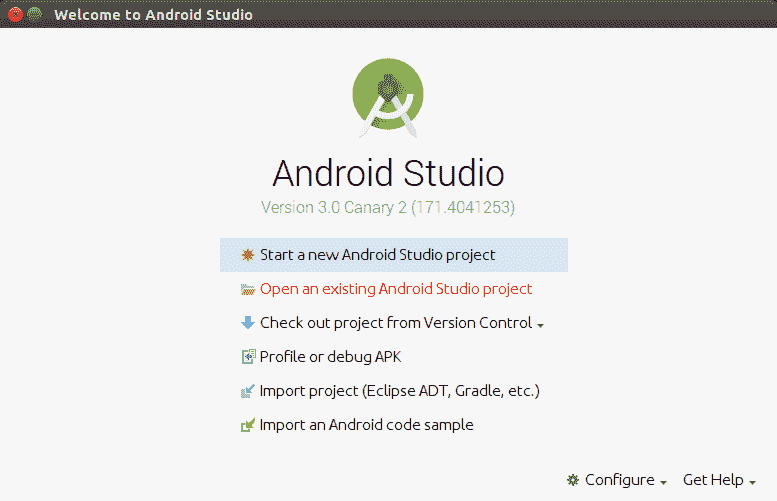 Welcome to Android Studio
Android Studio
Version 3.0 Canary 2 (171.4041253)
Start a new Android Studio project
Open an existing Android Studio project
Check out project from Version Control
Profile or debug APK
Import project (Eclipse ADT, Gradle, etc.)
Import an Android code sample
Configure Get Help